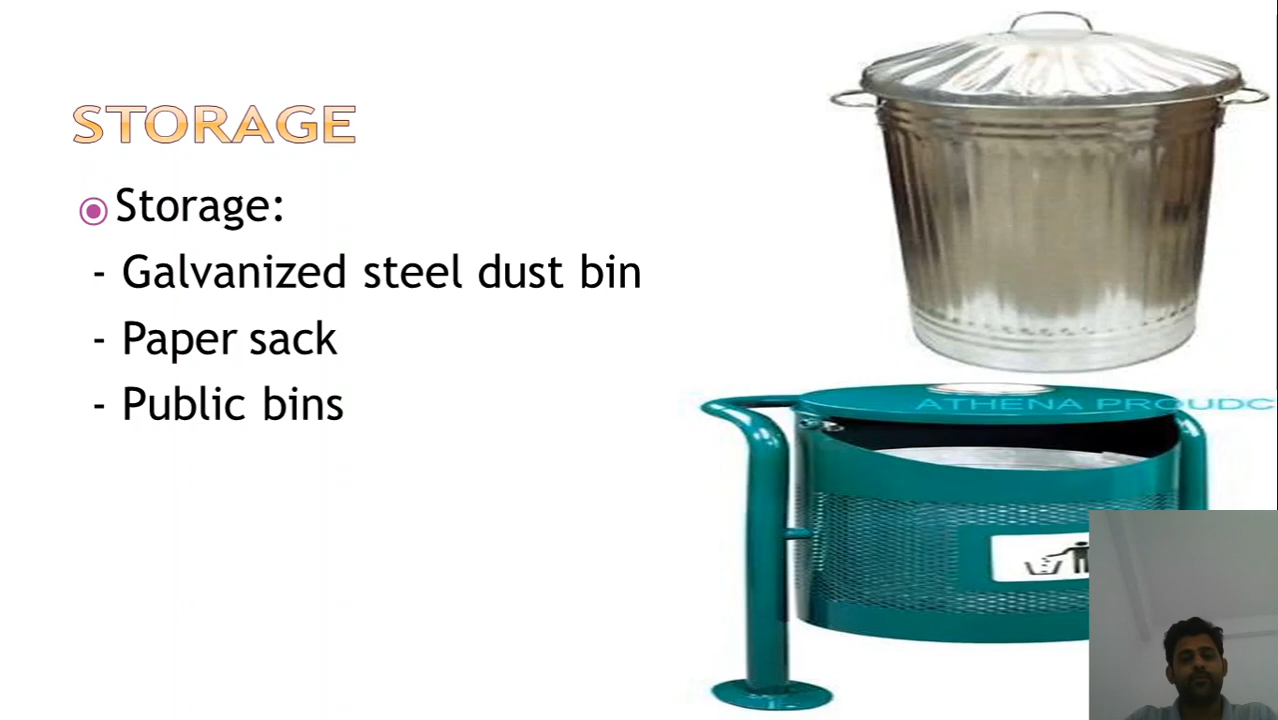 STORAGE
Storage:
- Galvanized steel dust bin
- Paper sack
- Public bins
ATHENA PROUDC